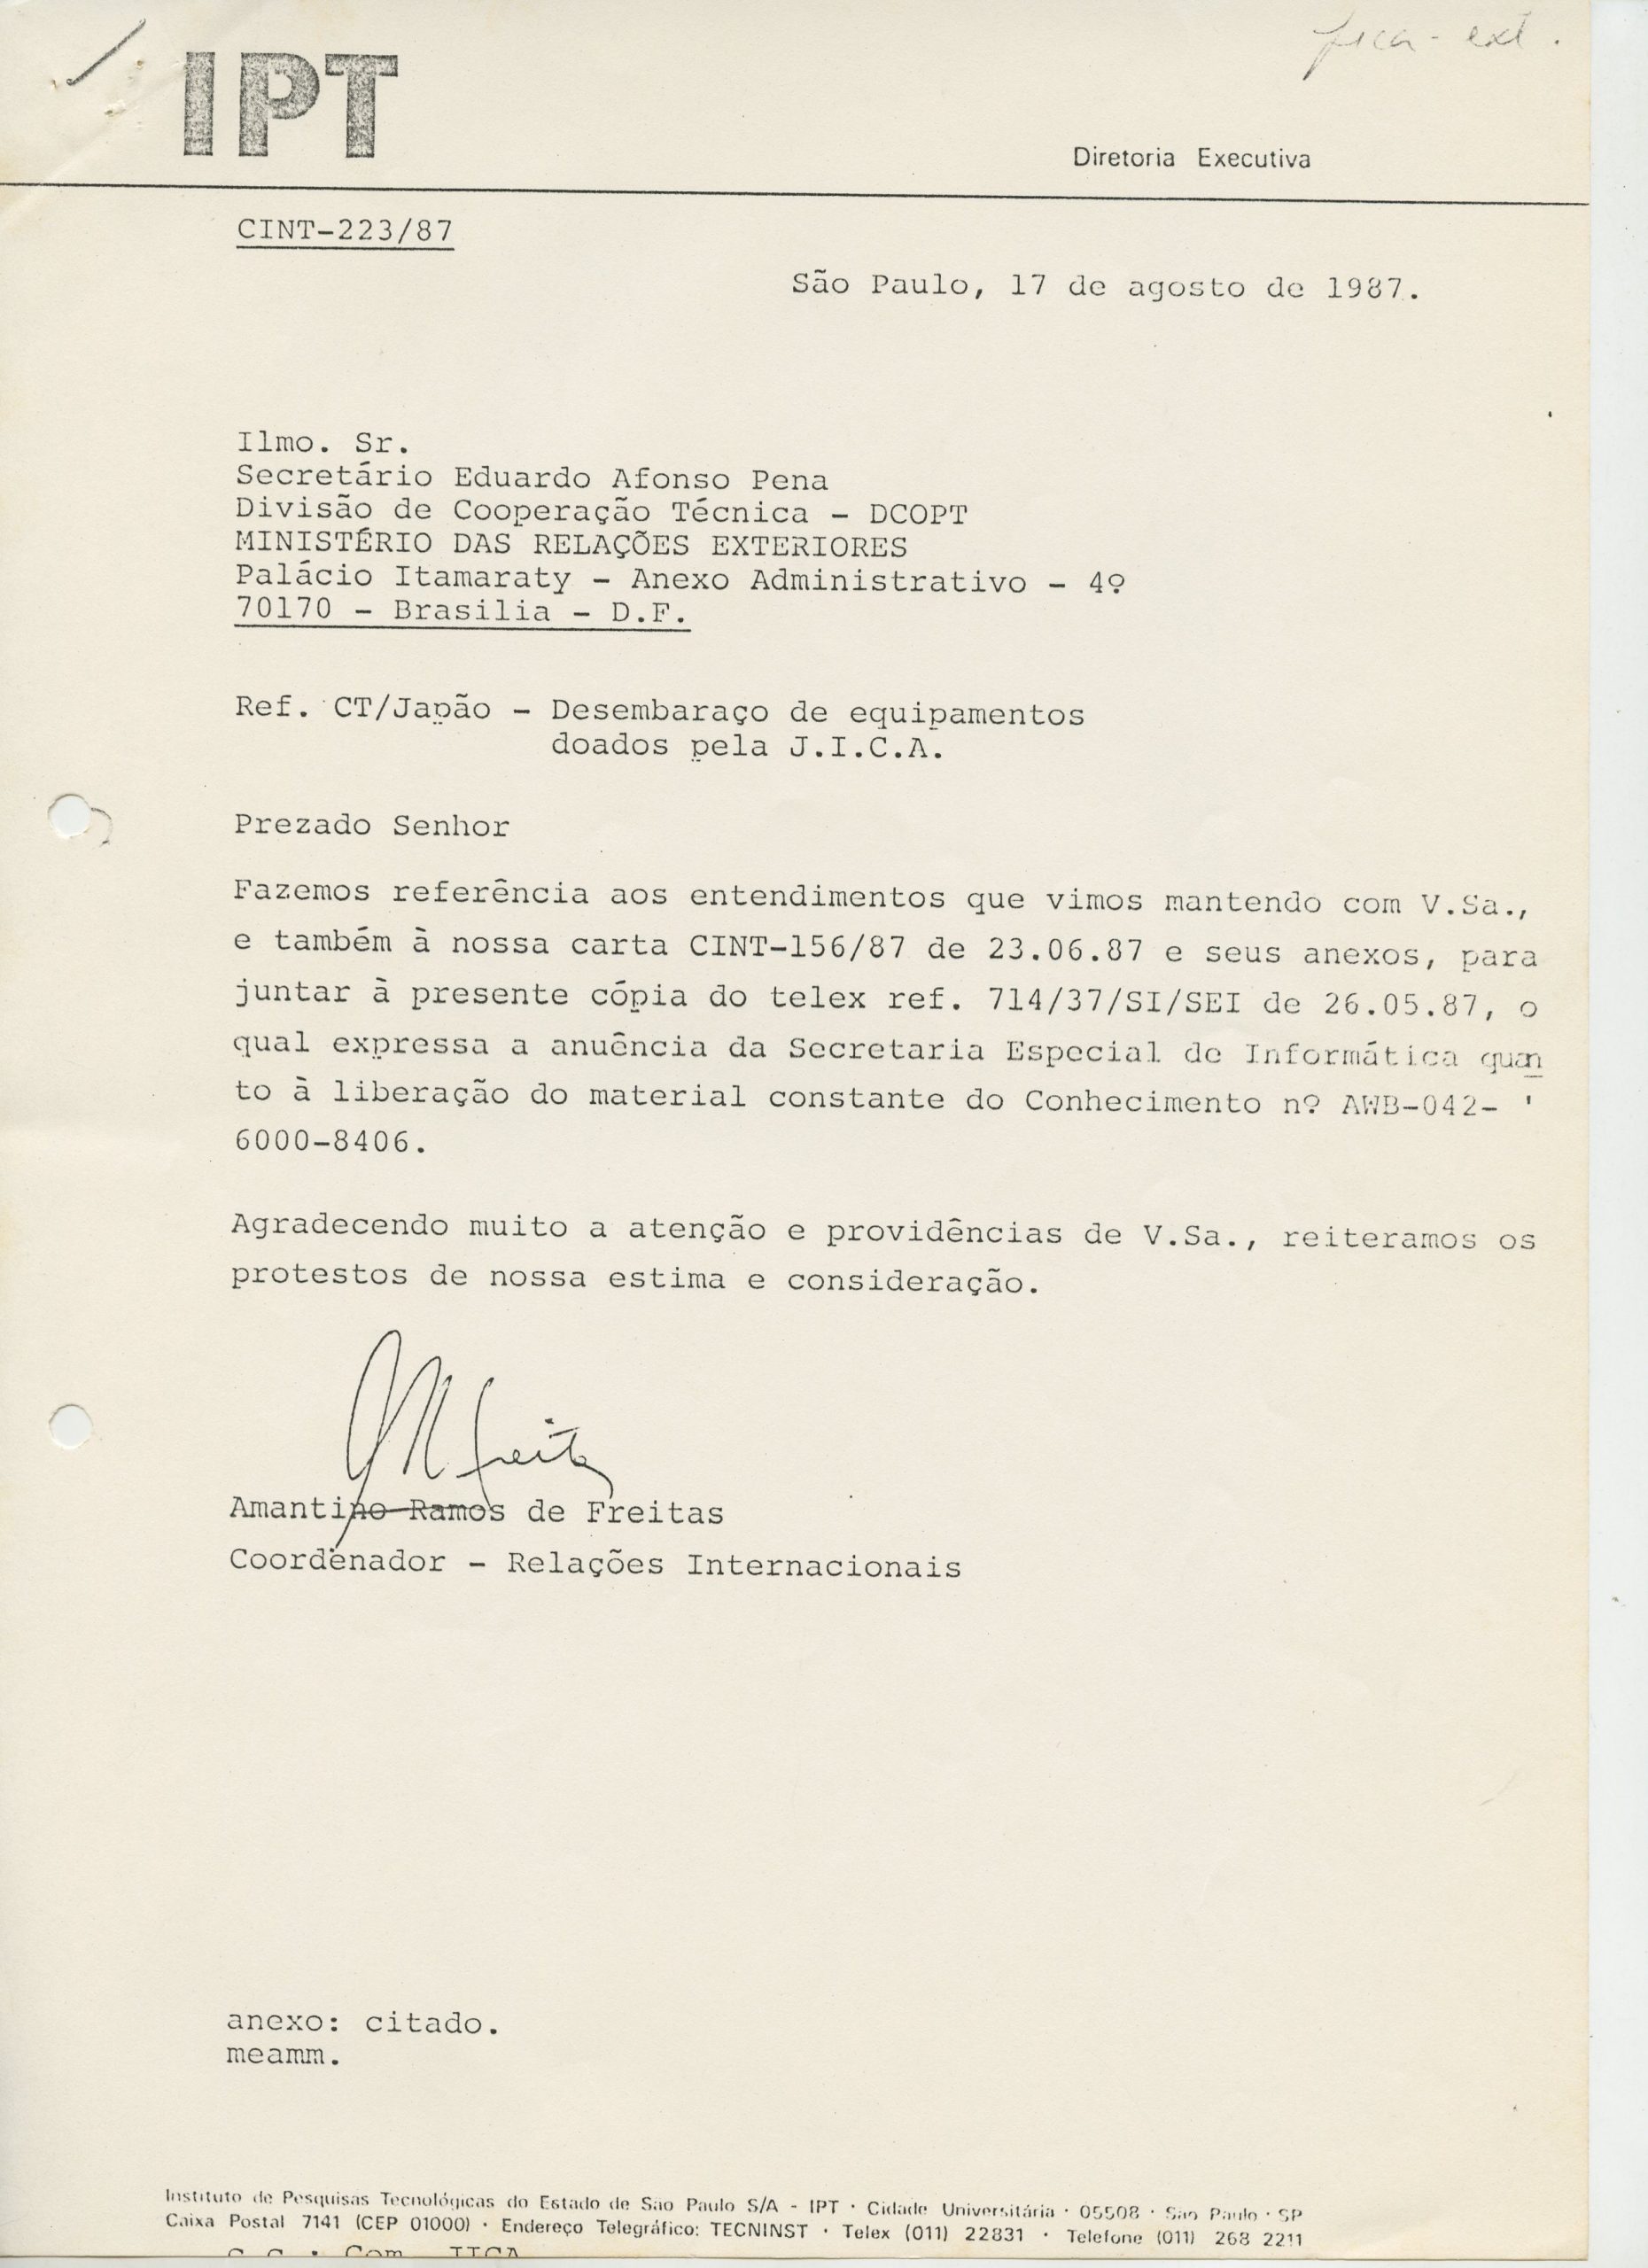 IPT
Diretoria Executiva
CINT-223/87
São Paulo, 17 de agosto de 1987.
Ilmo. Sr.
Secretário Eduardo Afonso Pena
Divisão de Cooperação Técnica - DCOPT
MINISTÉRIO DAS RELAÇÕES EXTERIORES
Palácio Itamaraty - Anexo Administrativo - 4º
70170 - Brasilia - D.F.
Ref. CT/Japão - Desembaraço de equipamentos
doados pela J.I.C.A.
Prezado Senhor
Fazemos referência aos entendimentos que vimos mantendo com V.Sa.,
e também à nossa carta CINT-156/87 de 23.06.87 e seus anexos, para
juntar à presente cópia do telex ref. 714/37/SI/SEI de 26.05.87, o
qual expressa a anuência da Secretaria Especial de Informática quan
to à liberação do material constante do Conhecimento nº AWB-042- '
6000-8406.
Agradecendo muito a atenção e providências de V.Sa., reiteramos os
protestos de nossa estima e consideração.
Amantino Ramos de Freitas
Coordenador - Relações Internacionais
anexo: citado.
meamm.
Instituto de Pesquisas Tecnológicas do Estado de São Paulo S/A - IPT · Cidade Universitária · 05508 · São Paulo · SP
Caixa Postal 7141 (CEP 01000) · Endereço Telegráfico: TECNINST · Telex (011) 22831 · Telefone (011) 268 2211